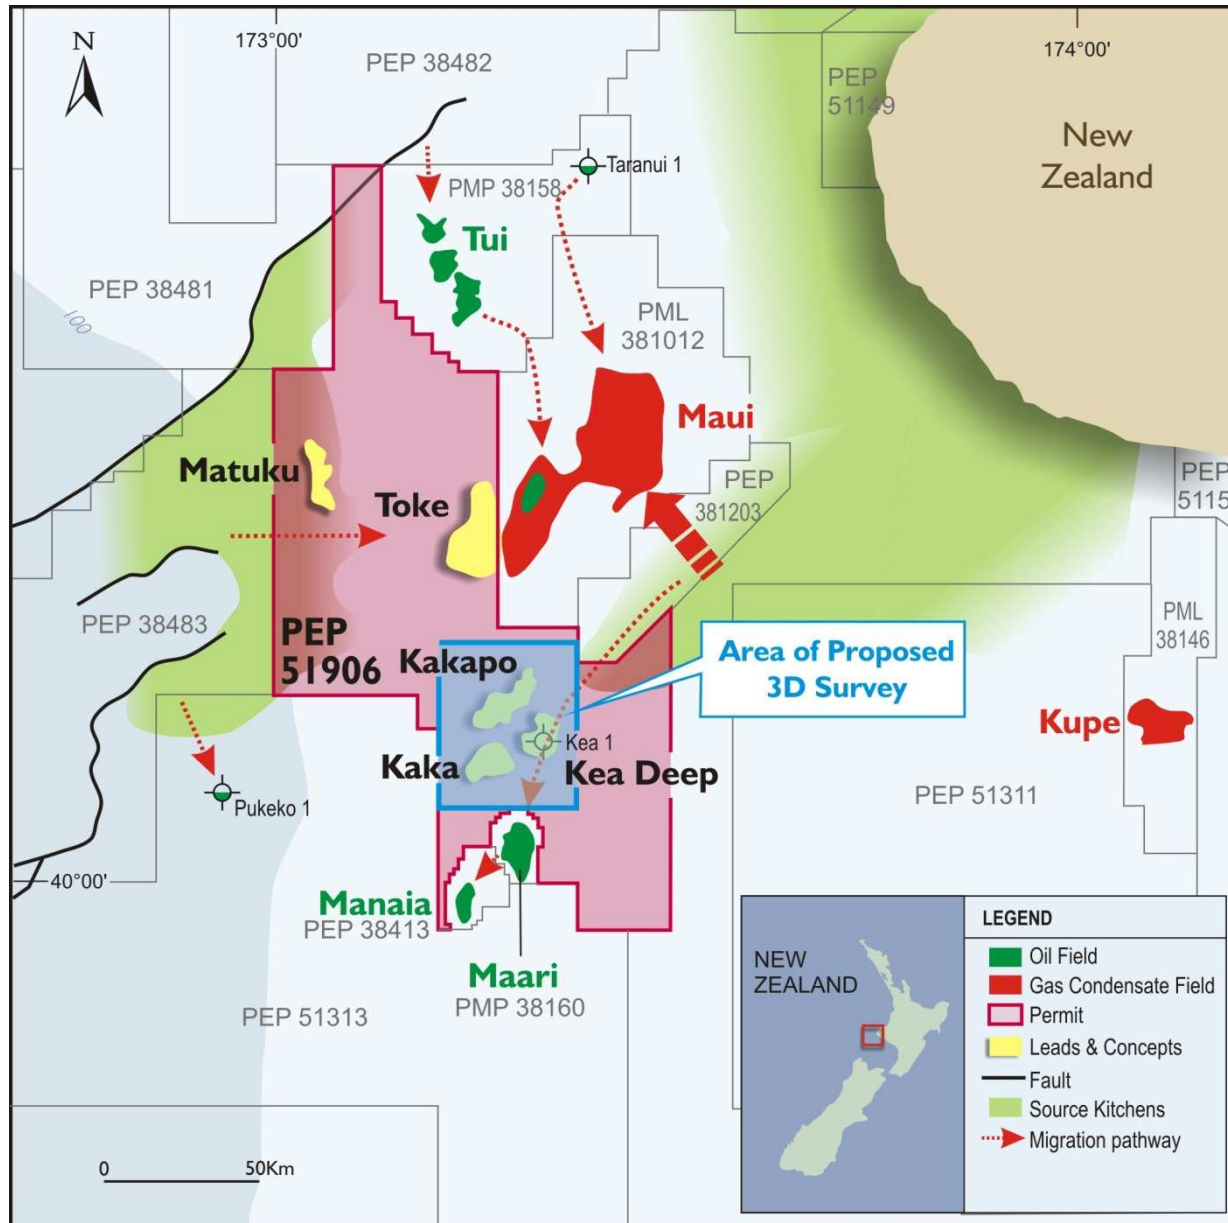 N
173°00'
174°00'
PEP 38482
PEP
51149
New
Zealand
Taranui 1
PMP 38158
Tui
PEP 38481
100
PML
381012
Maui
Matuku
Toke
PEP
381203
PEP
5115
PEP 38483
PEP
51906
PML
38146
Kakapo
Area of Proposed
3D Survey
Kupe
Kea 1
Kaka
Kea Deep
Pukeko 1
PEP 51311
40°00'
Manaia
PEP 38413
Maari
PMP 38160
PEP 51313
0
50Km
NEW
ZEALAND
LEGEND
Oil Field
Gas Condensate Field
Permit
Leads & Concepts
Fault
Source Kitchens
Migration pathway